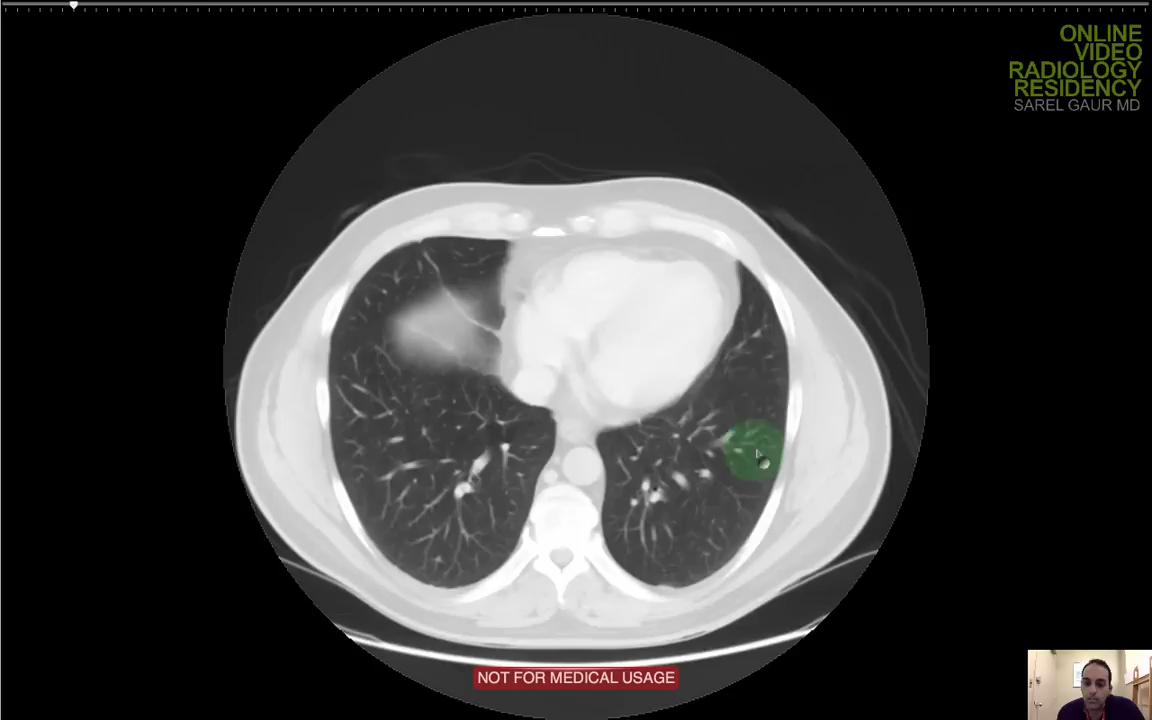 ONLINE
VIDEO
RADIOLOGY
RESIDENCY
SAREL GAUR MD
NOT FOR MEDICAL USAGE